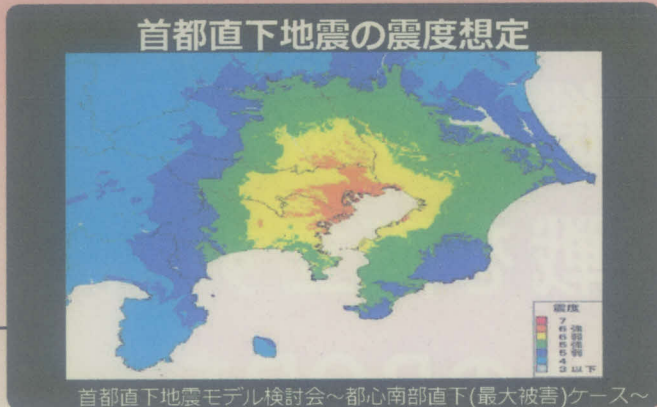 首都直下地震の震度想定
震度
7
6強
6弱
5強
5弱
4
3以下
首都直下地震モデル検討会～都心南部直下(最大被害)ケース～